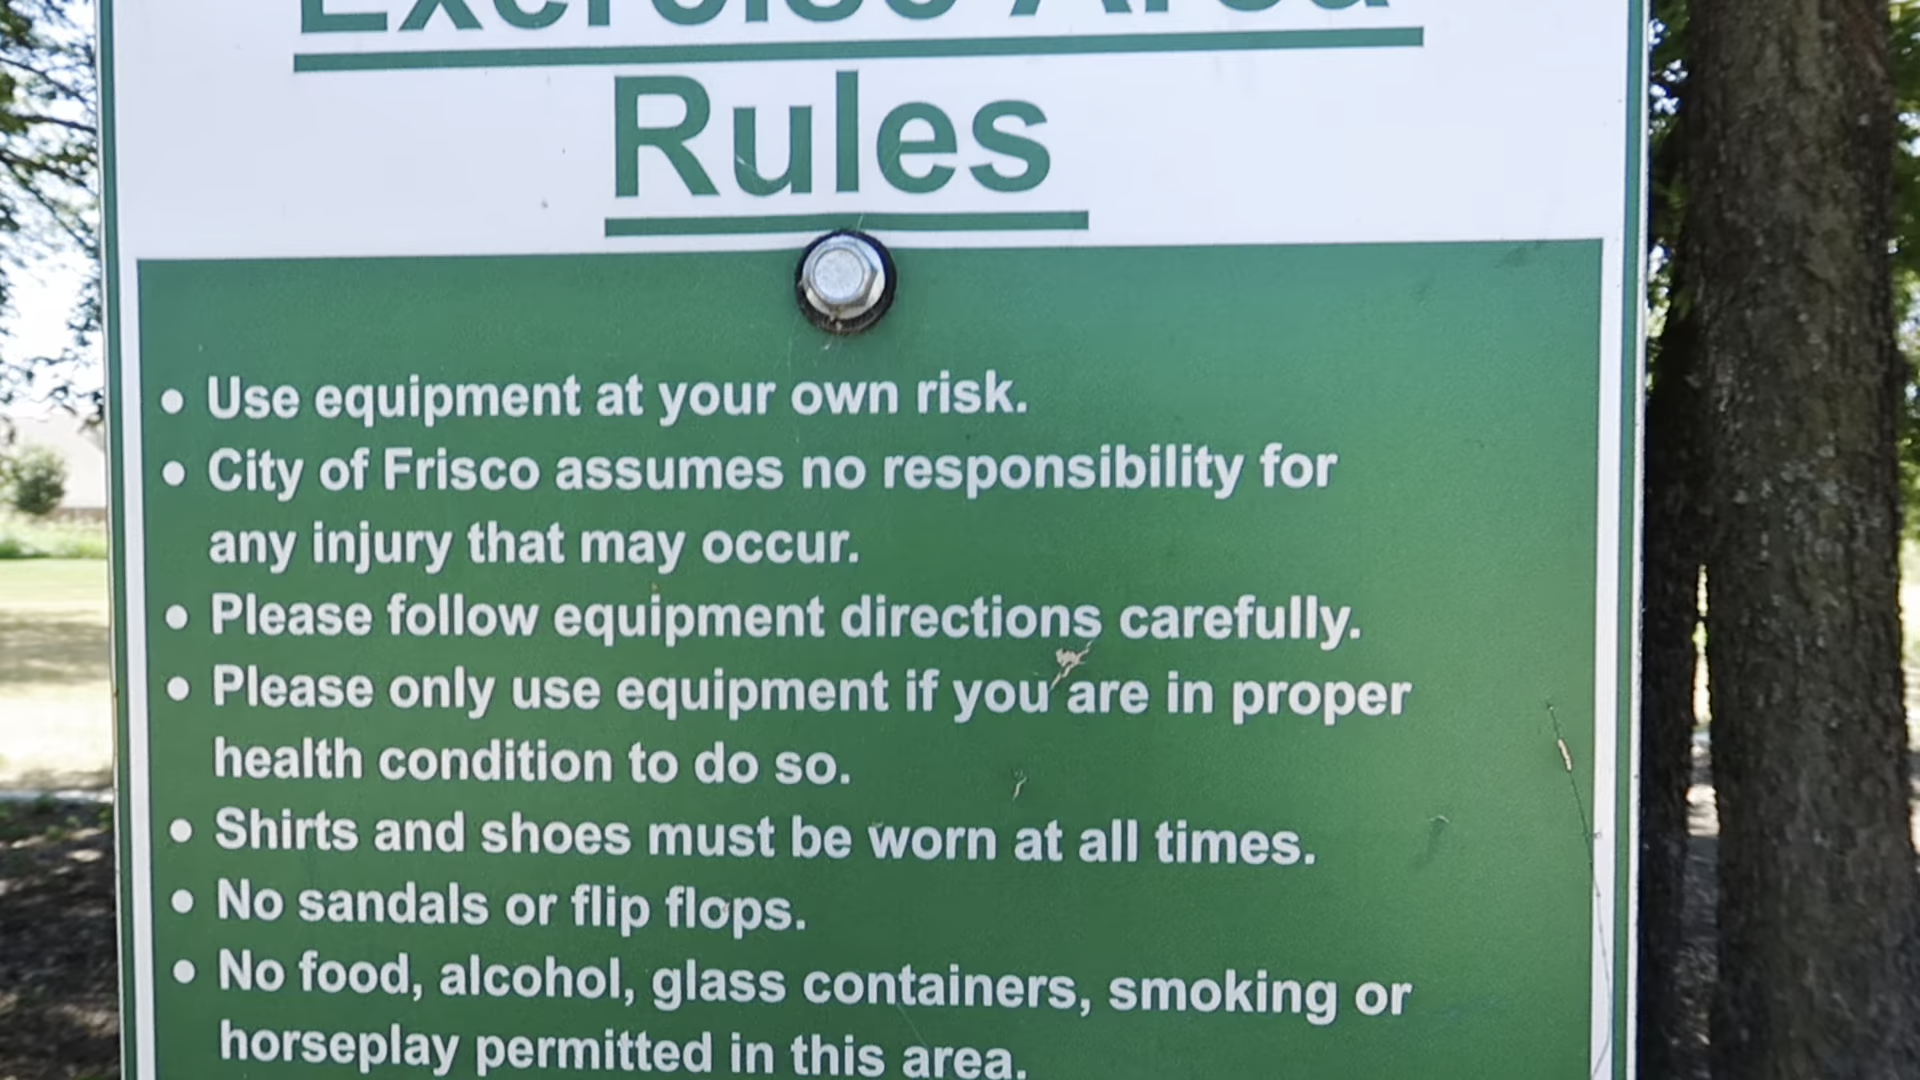 Exercise Area
Rules
• Use equipment at your own risk.
• City of Frisco assumes no responsibility for
any injury that may occur.
• Please follow equipment directions carefully.
• Please only use equipment if you are in proper
health condition to do so.
• Shirts and shoes must be worn at all times.
• No sandals or flip flops.
• No food, alcohol, glass containers, smoking or
horseplay permitted in this area.